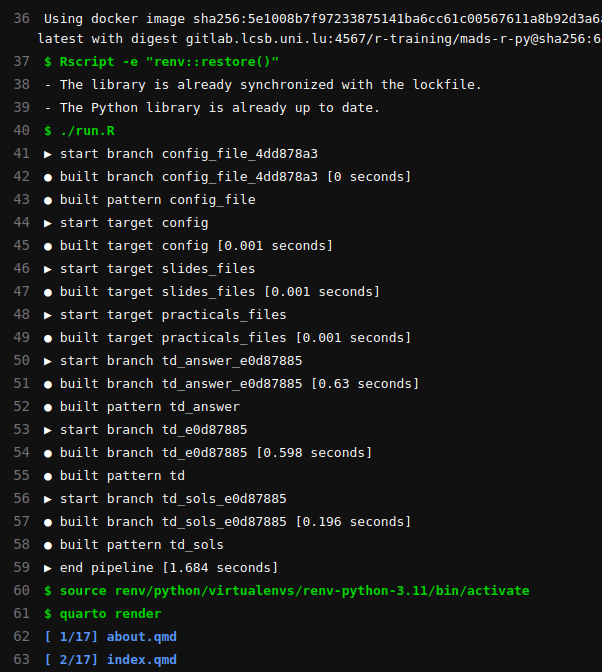 36 Using docker image sha256:5e1008b7f97233875141ba6cc61c00567611a8b92d3a6
latest with digest gitlab.lcsb.uni.lu:4567/r-training/mads-r-py@sha256:6
37 $ Rscript -e "renv::restore()"
38 - The library is already synchronized with the lockfile.
39 - The Python library is already up to date.
40 $ ./run.R
41 ▶ start branch config_file_4dd878a3
42 ● built branch config_file_4dd878a3 [0 seconds]
43 ● built pattern config_file
44 ▶ start target config
45 ● built target config [0.001 seconds]
46 ▶ start target slides_files
47 ● built target slides_files [0.001 seconds]
48 ▶ start target practicals_files
49 ● built target practicals_files [0.001 seconds]
50 ▶ start branch td_answer_e0d87885
51 ● built branch td_answer_e0d87885 [0.63 seconds]
52 ● built pattern td_answer
53 ▶ start branch td_e0d87885
54 ● built branch td_e0d87885 [0.598 seconds]
55 ● built pattern td
56 ▶ start branch td_sols_e0d87885
57 ● built branch td_sols_e0d87885 [0.196 seconds]
58 ● built pattern td_sols
59 ▶ end pipeline [1.684 seconds]
60 $ source renv/python/virtualenvs/renv-python-3.11/bin/activate
61 $ quarto render
62 [ 1/17] about.qmd
63 [ 2/17] index.qmd